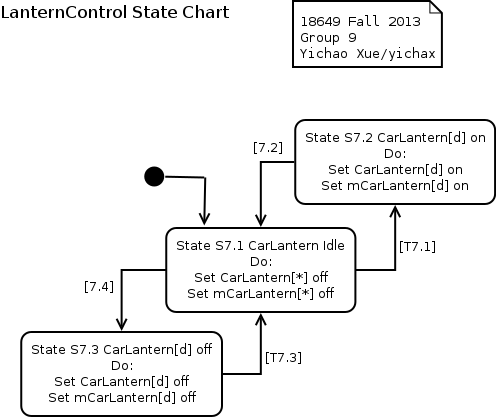 LanternControl State Chart
18649 Fall 2013
Group 9
Yichao Xue/yichax
[7.2]
State S7.2 CarLantern[d] on
Do:
Set CarLantern[d] on
Set mCarLantern[d] on
State S7.1 CarLantern Idle
Do:
Set CarLantern[*] off
Set mCarLantern[*] off
[T7.1]
[7.4]
State S7.3 CarLantern[d] off
Do:
Set CarLantern[d] off
Set mCarLantern[d] off
[T7.3]